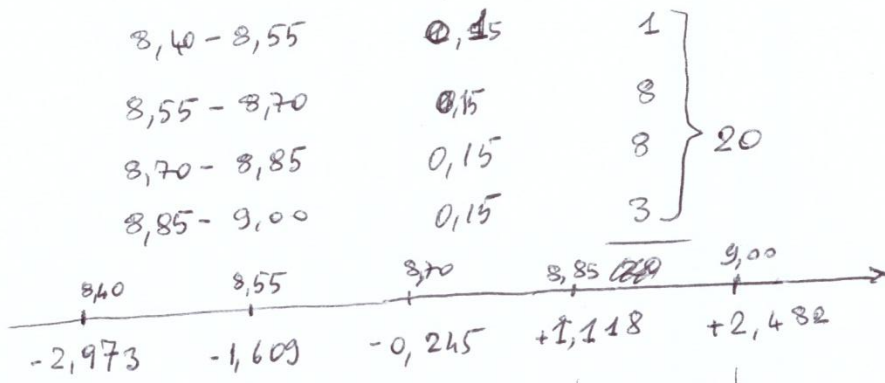 8,40 - 8,55 0,15 1
8,55 - 8,70 0,15 8
8,70 - 8,85 0,15 8
8,85 - 9,00 0,15 3
20
8,40 8,55 8,70 8,85 9,00
-2,973 -1,609 -0,245 +1,118 +2,482